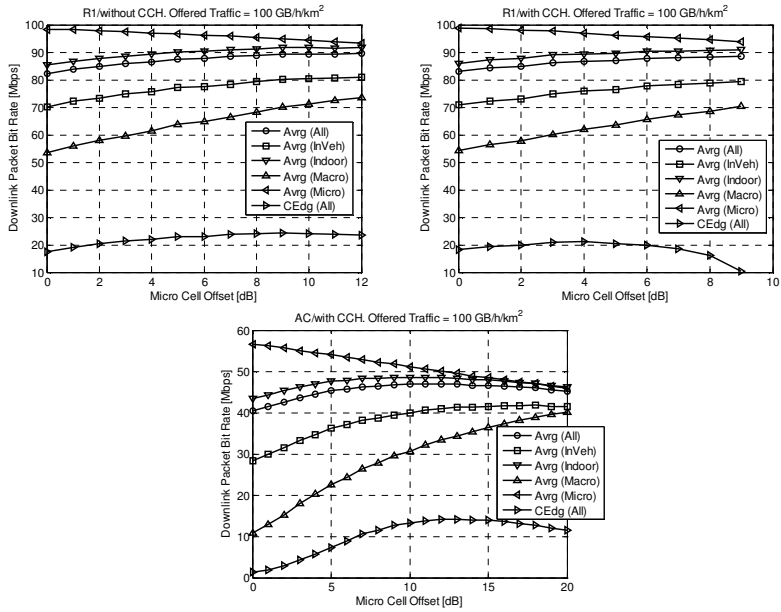 R1/without CCH. Offered Traffic = 100 GB/h/km²
100
90
80
70
60
50
40
30
20
10
Downlink Packet Bit Rate [Mbps]
0 2 4 6 8 10 12
Micro Cell Offset [dB]
Avrg (All)
Avrg (InVeh)
Avrg (Indoor)
Avrg (Macro)
Avrg (Micro)
CEdg (All)
R1/with CCH. Offered Traffic = 100 GB/h/km²
100
90
80
70
60
50
40
30
20
10
Downlink Packet Bit Rate [Mbps]
0 2 4 6 8 10
Micro Cell Offset [dB]
Avrg (All)
Avrg (InVeh)
Avrg (Indoor)
Avrg (Macro)
Avrg (Micro)
CEdg (All)
AC/with CCH. Offered Traffic = 100 GB/h/km²
60
50
40
30
20
10
0
Downlink Packet Bit Rate [Mbps]
0 5 10 15 20
Micro Cell Offset [dB]
Avrg (All)
Avrg (InVeh)
Avrg (Indoor)
Avrg (Macro)
Avrg (Micro)
CEdg (All)